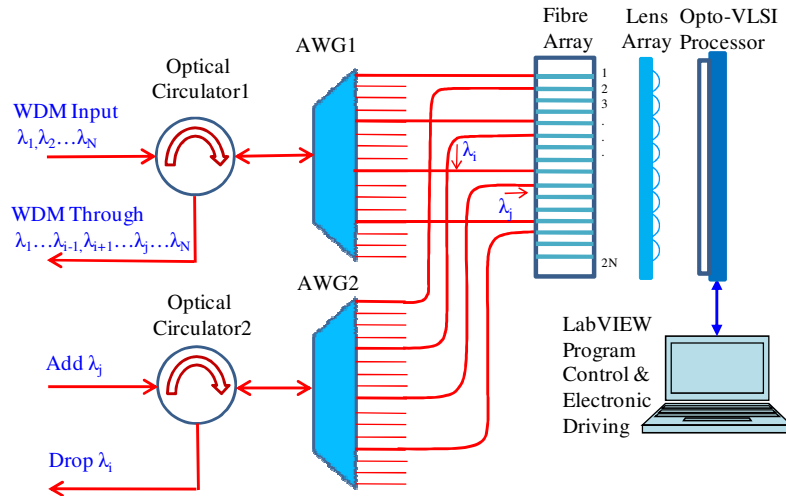 Optical
Circulator1
AWG1
Fibre
Array
Lens
Array
Opto-VLSI
Processor
WDM Input
λ1,λ2…λN
WDM Through
λ1…λi-1,λi+1…λj…λN
1
2
3
.
.
.
2N
λi
λj
Optical
Circulator2
AWG2
Add λj
Drop λi
LabVIEW
Program
Control &
Electronic
Driving